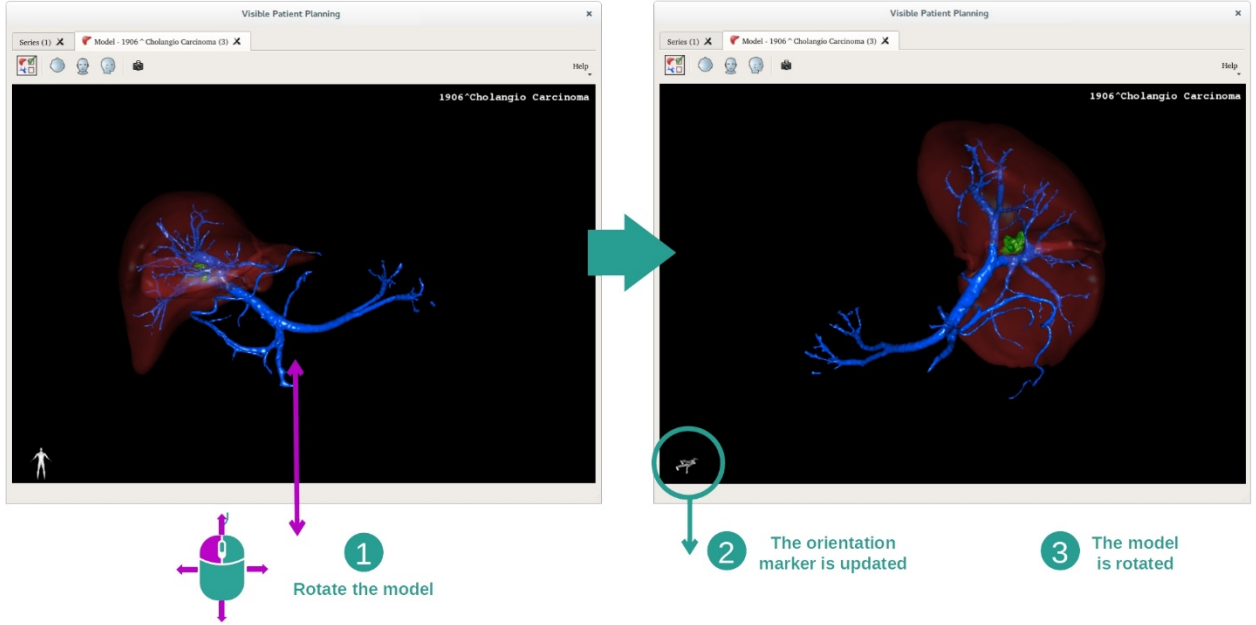 Visible Patient Planning
x
Series (1) X
Model - 1906 ^ Cholangio Carcinoma (3) X
Help
1906^Cholangio Carcinoma
Visible Patient Planning
x
Series (1) X
Model - 1906 ^ Cholangio Carcinoma (3) X
Help
1906^Cholangio Carcinoma
1
Rotate the model
2
The orientation
marker is updated
3
The model
is rotated